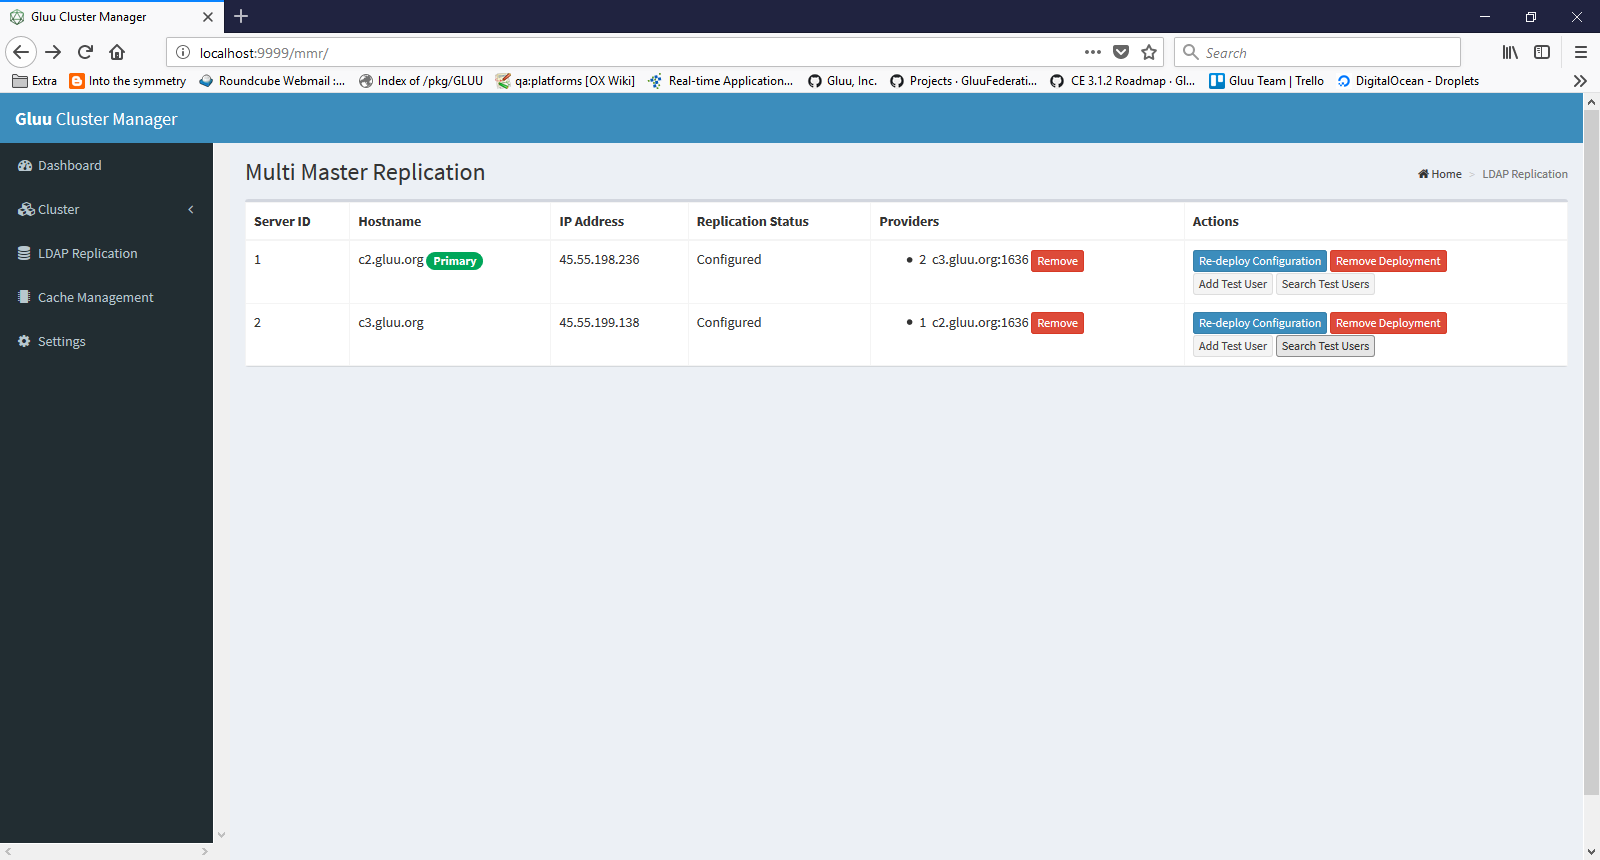 Gluu Cluster Manager
localhost:9999/mmr/
Search
Extra Into the symmetry Roundcube Webmail :... Index of /pkg/GLUU qa:platforms [OX Wiki] Real-time Application... Gluu, Inc. Projects · GluuFederati... CE 3.1.2 Roadmap · Gl... Gluu Team | Trello DigitalOcean - Droplets
Gluu Cluster Manager
Dashboard
Cluster
LDAP Replication
Cache Management
Settings
Multi Master Replication
Home > LDAP Replication
Server ID Hostname IP Address Replication Status Providers Actions
1 c2.gluu.org Primary 45.55.198.236 Configured • 2 c3.gluu.org:1636 Remove Re-deploy Configuration Remove Deployment
Add Test User Search Test Users
2 c3.gluu.org 45.55.199.138 Configured • 1 c2.gluu.org:1636 Remove Re-deploy Configuration Remove Deployment
Add Test User Search Test Users